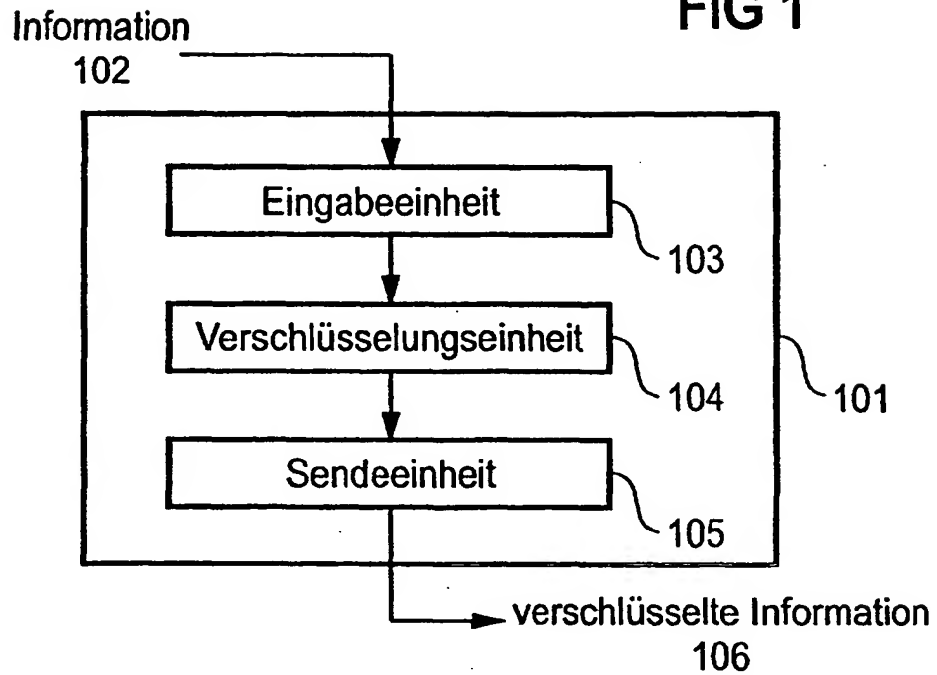 FIG 1
Information
102
Eingabeeinheit
103
Verschlüsselungseinheit
104
101
Sendeeinheit
105
verschlüsselte Information
106